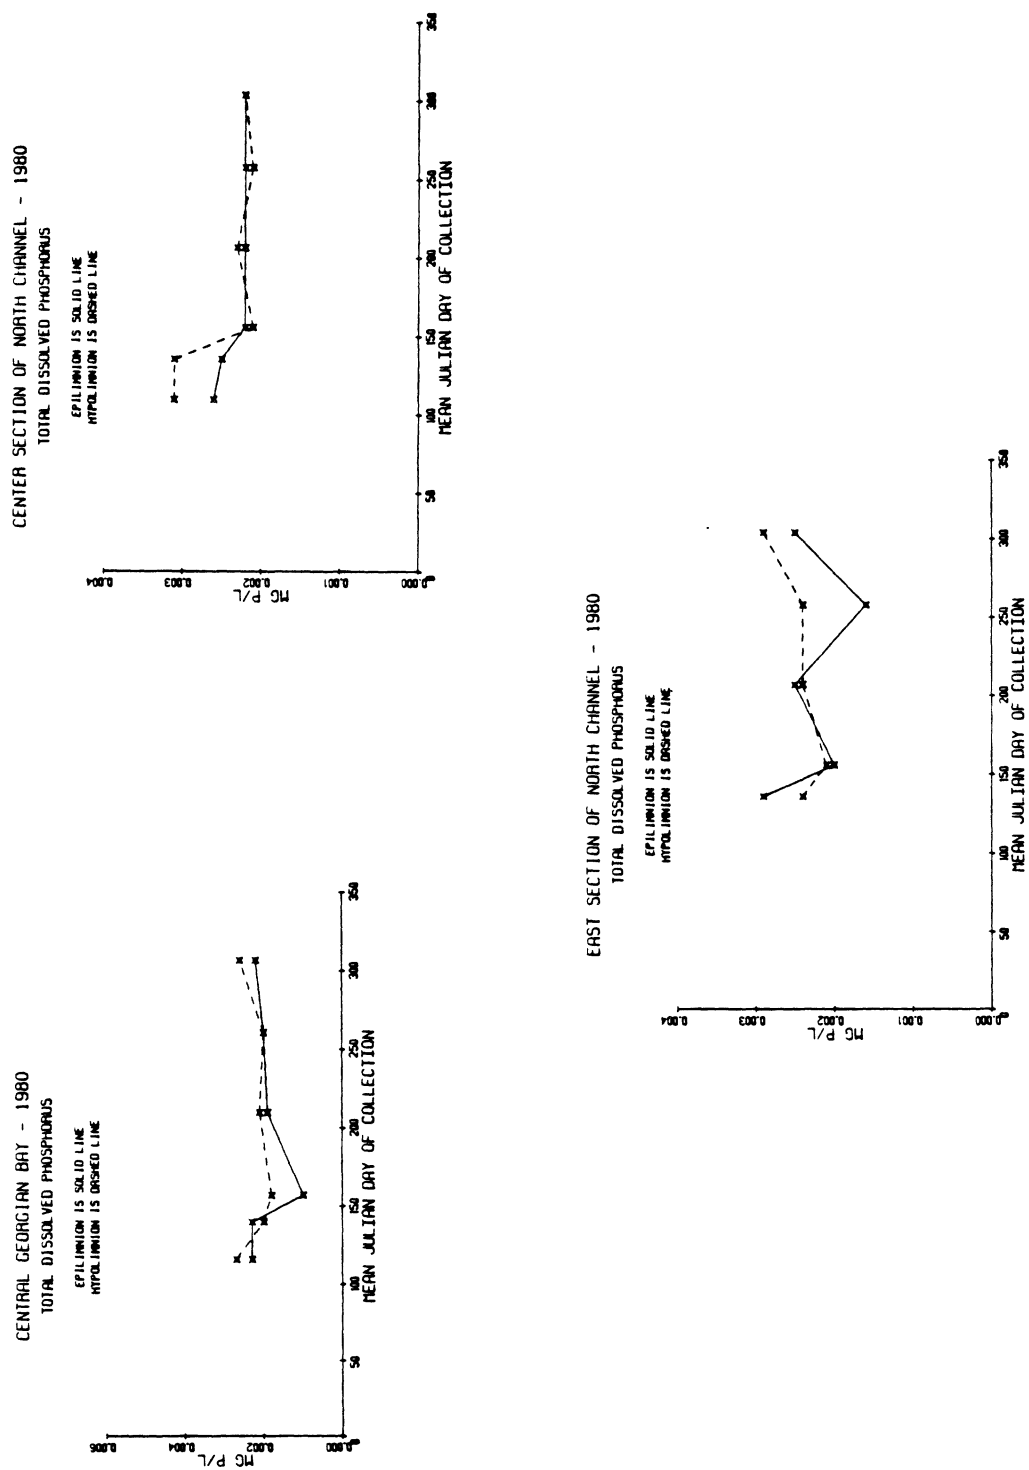 CENTRAL GEORGIAN BAY - 1980
TOTAL DISSOLVED PHOSPHORUS
EPILIMNION IS SOLID LINE
HYPOLIMNION IS DASHED LINE
MG P/L
0.006
0.004
0.002
0.000
0
50
100
150
200
250
300
350
MEAN JULIAN DAY OF COLLECTION
CENTER SECTION OF NORTH CHANNEL - 1980
TOTAL DISSOLVED PHOSPHORUS
EPILIMNION IS SOLID LINE
HYPOLIMNION IS DASHED LINE
MG P/L
0.004
0.003
0.002
0.001
0.000
0
50
100
150
200
250
300
350
MEAN JULIAN DAY OF COLLECTION
EAST SECTION OF NORTH CHANNEL - 1980
TOTAL DISSOLVED PHOSPHORUS
EPILIMNION IS SOLID LINE
HYPOLIMNION IS DASHED LINE
MG P/L
0.004
0.003
0.002
0.001
0.000
0
50
100
150
200
250
300
350
MEAN JULIAN DAY OF COLLECTION